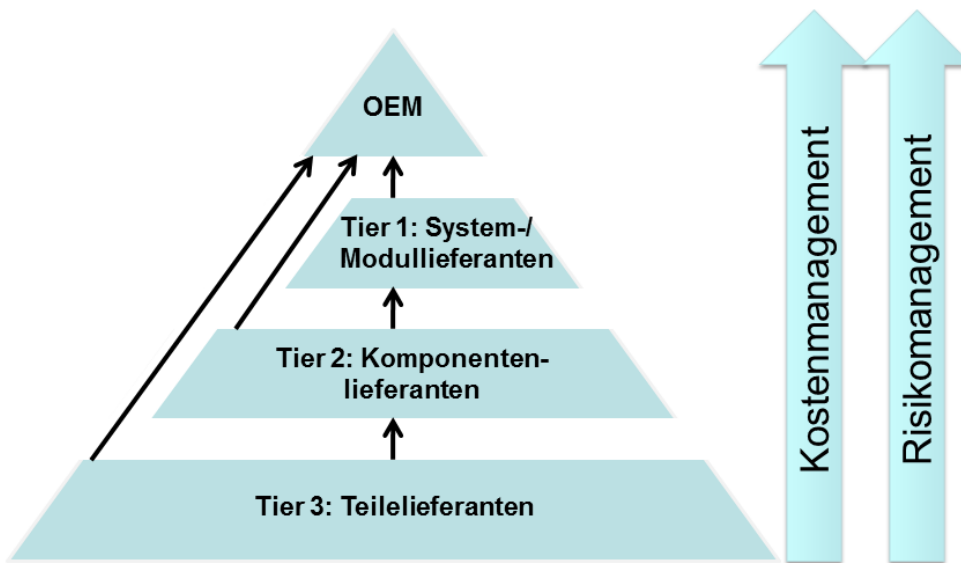 OEM
Tier 1: System-/
Modullieferanten
Tier 2: Komponenten-
lieferanten
Tier 3: Teilelieferanten
Kostenmanagement
Risikomanagement